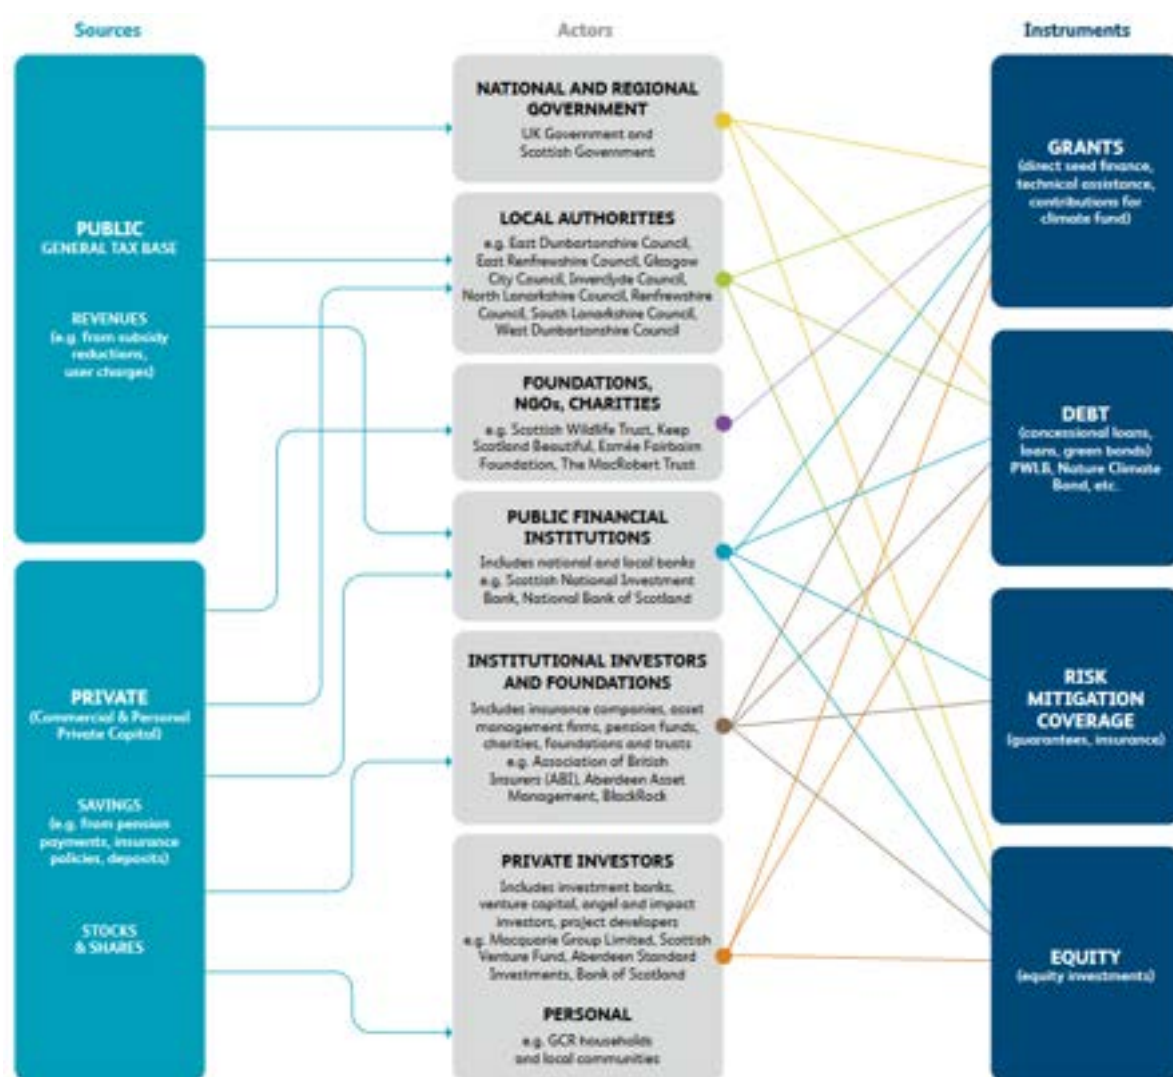 Sources
Actors
Instruments
PUBLIC
GENERAL TAX BASE
REVENUES
(e.g. from subsidy
reductions,
user charges)
PRIVATE
(Commercial & Personal
Private Capital)
SAVINGS
(e.g. from pension
payments, insurance
policies, deposits)
STOCKS
& SHARES
NATIONAL AND REGIONAL
GOVERNMENT
UK Government and
Scottish Government
LOCAL AUTHORITIES
e.g. East Dunbartonshire Council,
East Renfrewshire Council, Glasgow
City Council, Inverclyde Council,
North Lanarkshire Council, Renfrewshire
Council, South Lanarkshire Council,
West Dunbartonshire Council
FOUNDATIONS,
NGOs, CHARITIES
e.g. Scottish Wildlife Trust, Keep
Scotland Beautiful, Esmée Fairbairn
Foundation, The MacRobert Trust
PUBLIC FINANCIAL
INSTITUTIONS
Includes national and local banks
e.g. Scottish National Investment
Bank, National Bank of Scotland
INSTITUTIONAL INVESTORS
AND FOUNDATIONS
Includes insurance companies, asset
management firms, pension funds,
charities, foundations and trusts
e.g. Association of British
Insurers (ABI), Aberdeen Asset
Management, BlackRock
PRIVATE INVESTORS
Includes investment banks,
venture capital, angel and impact
investors, project developers
e.g. Macquarie Group Limited, Scottish
Venture Fund, Aberdeen Standard
Investments, Bank of Scotland
PERSONAL
e.g. GCR households
and local communities
GRANTS
(direct seed finance,
technical assistance,
contributions for
climate fund)
DEBT
(concessional loans,
loans, green bonds)
PWLB, Nature Climate
Bond, etc.
RISK
MITIGATION
COVERAGE
(guarantees, insurance)
EQUITY
(equity investments)